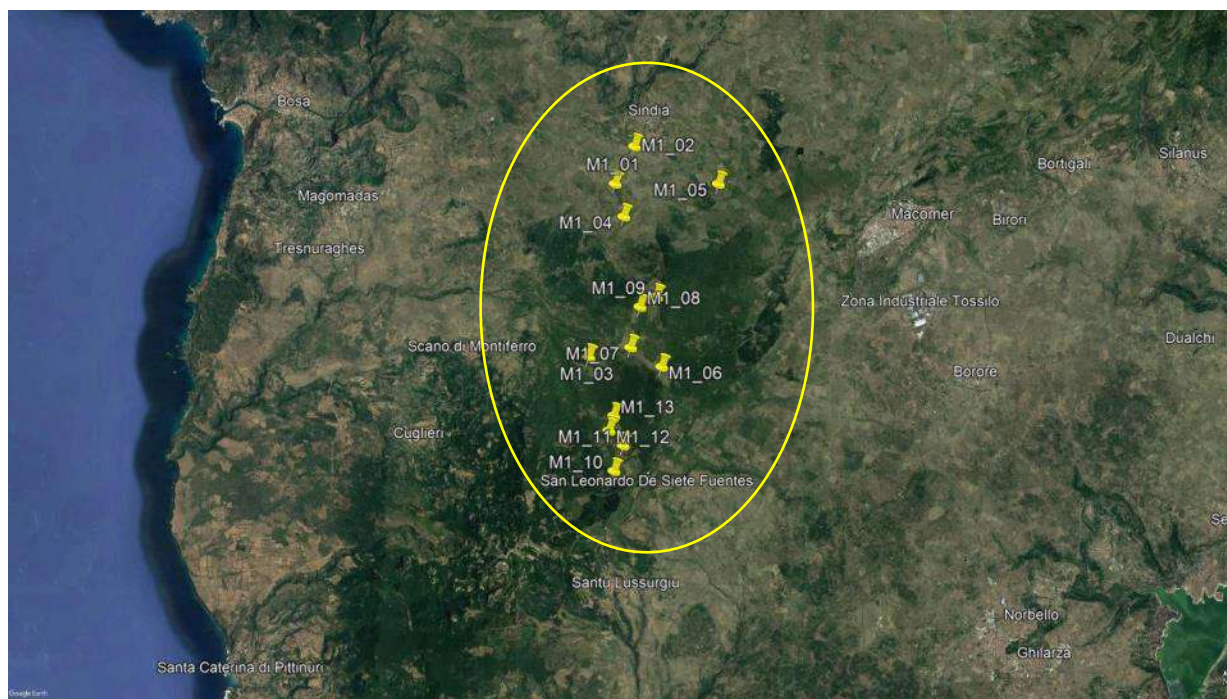 Sindia
Bosa
M1_02
Silanus
Bortigali
M1_01
M1_05
Magomadas
Macomer
Birori
M1_04
Tresnuraghes
M1_09
M1_08
Zona Industriale Tossilo
Dualchi
Scano di Montiferro
M1_07
M1_03
M1_06
Borore
M1_13
Cuglieri
M1_11
M1_12
M1_10
San Leonardo De Siete Fuentes
Se
Santu Lussurgiu
Norbello
Ghilarza
Santa Caterina di Pittinuri
Google Earth